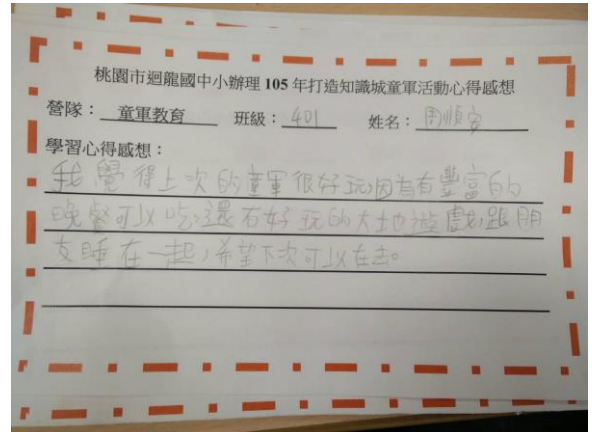 桃園市迴龍國中小辦理 105 年打造知識城童軍活動心得感想
營隊：童軍教育 班級：401 姓名：周順安
學習心得感想：
我覺得上次的童軍很好玩，因為有豐富的
晚餐可以吃，還有好玩的大地遊戲，跟朋
友睡在一起，希望下次可以在去。